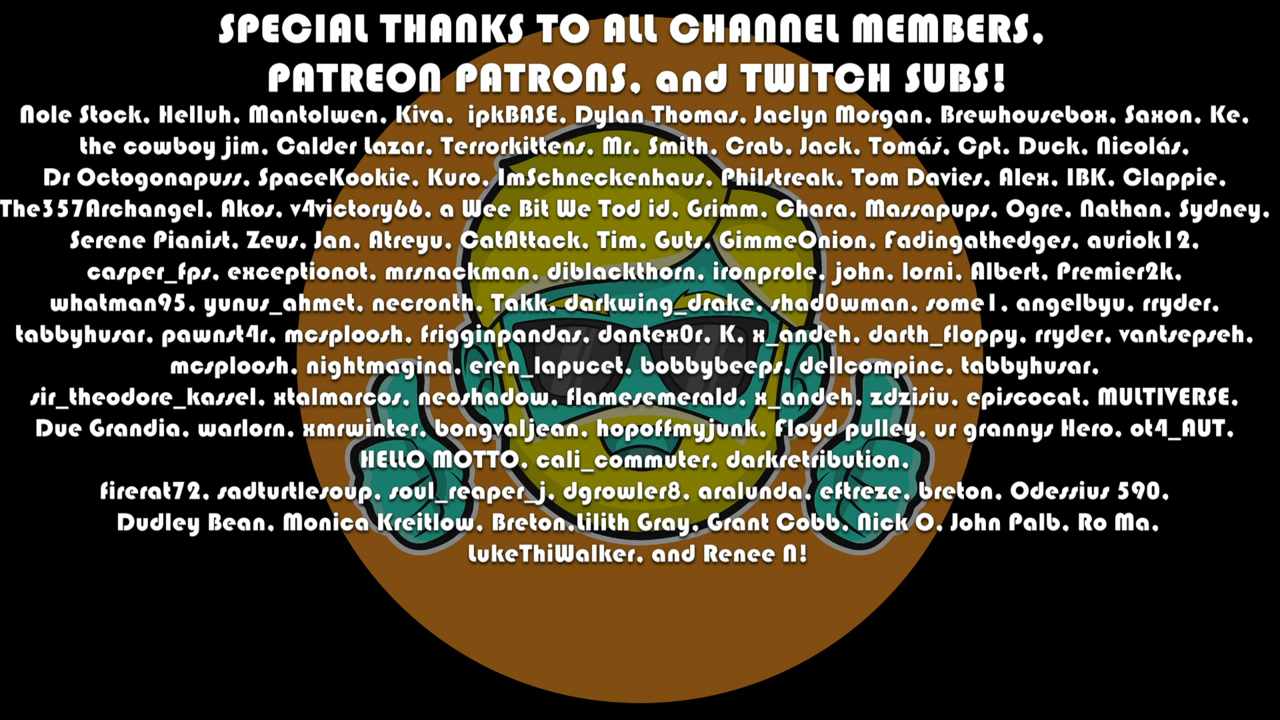 SPECIAL THANKS TO ALL CHANNEL MEMBERS,
PATREON PATRONS, and TWITCH SUBS!
Nole Stock, Helluh, Mantolwen, Kiva, ipkBASE, Dylan Thomas, Jaclyn Morgan, Brewhousebox, Saxon, Ke,
the cowboy jim, Calder Lazar, Terrorkittens, Mr. Smith, Crab, Jack, Tomáš, Cpt. Duck, Nicolás,
Dr Octogonapuss, SpaceKookie, Kuro, ImSchneckenhaus, Philstreak, Tom Davies, Alex, IBK, Clappie,
The357Archangel, Akos, v4victory66, a Wee Bit We Tod id, Grimm, Chara, Massapups, Ogre, Nathan, Sydney,
Serene Pianist, Zeus, Jan, Atreyu, CatAttack, Tim, Guts, GimmeOnion, Fadingathedges, auriok12,
casper_fps, exceptionot, mrsnackman, diblackthorn, ironprole, john, lorni, Albert, Premier2k,
whatman95, yunus_ahmet, necronth, Takk, darkwing_drake, shad0wman, some1, angelbyu, rryder,
tabbyhusar, pawnst4r, mcsploosh, frigginpandas, dantex0r, K, x_andeh, darth_floppy, rryder, vantsepseh,
mcsploosh, nightmagina, eren_lapucet, bobbybeeps, dellcompinc, tabbyhusar,
sir_theodore_kassel, xtalmarcos, neoshadow, flamesemerald, x_andeh, zdzisiu, episcocat, MULTIVERSE,
Due Grandia, warlorn, xmrwinter, bongvaljean, hopoffmyjunk, Floyd pulley, ur grannys Hero, ot4_AUT,
HELLO MOTTO, cali_commuter, darkretribution,
firerat72, sadturtlesoup, soul_reaper_j, dgrowler8, aralunda, eftreze, breton, Odessius 590,
Dudley Bean, Monica Kreitlow, Breton,Lilith Gray, Grant Cobb, Nick O, John Palb, Ro Ma,
LukeThiWalker, and Renee N!